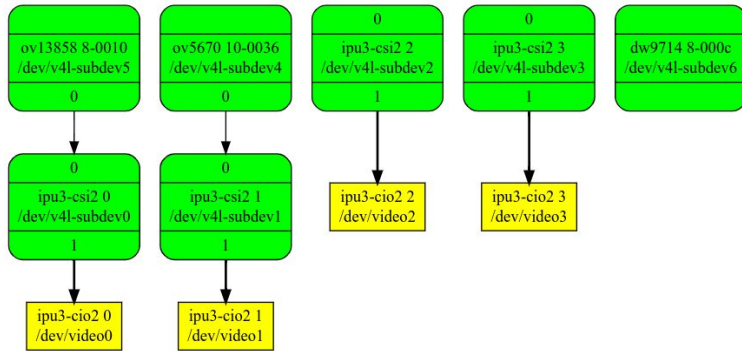 ov13858 8-0010
/dev/v4l-subdev5
0
0
ipu3-csi2 0
/dev/v4l-subdev0
1
ipu3-cio2 0
/dev/video0
ov5670 10-0036
/dev/v4l-subdev4
0
0
ipu3-csi2 1
/dev/v4l-subdev1
1
ipu3-cio2 1
/dev/video1
0
ipu3-csi2 2
/dev/v4l-subdev2
1
ipu3-cio2 2
/dev/video2
0
ipu3-csi2 3
/dev/v4l-subdev3
1
ipu3-cio2 3
/dev/video3
dw9714 8-000c
/dev/v4l-subdev6